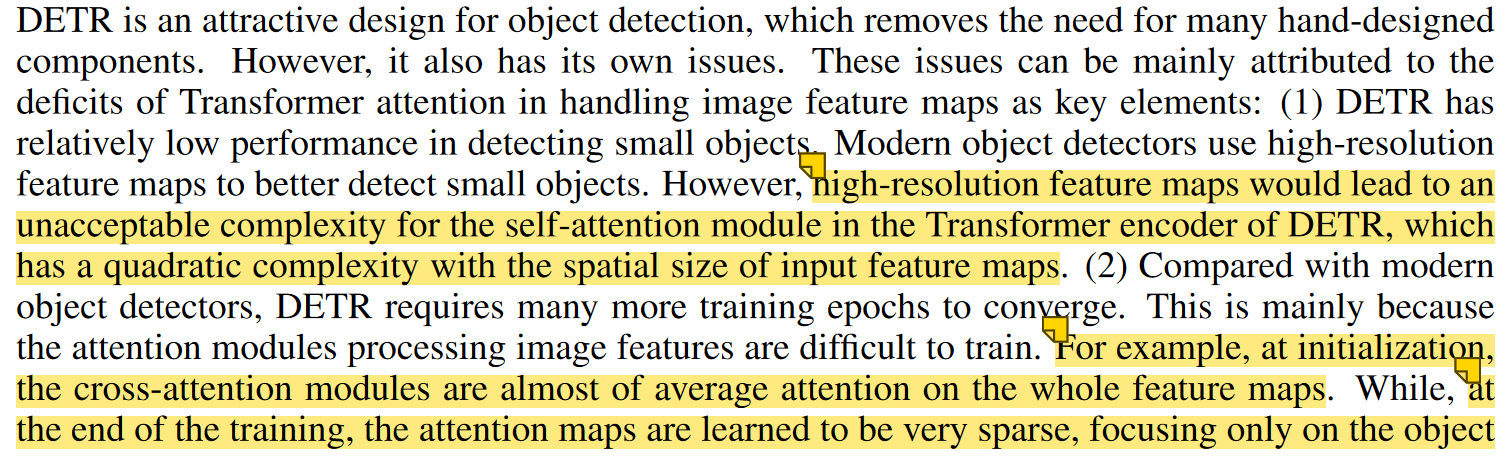 DETR is an attractive design for object detection, which removes the need for many hand-designed
components. However, it also has its own issues. These issues can be mainly attributed to the
deficits of Transformer attention in handling image feature maps as key elements: (1) DETR has
relatively low performance in detecting small objects. Modern object detectors use high-resolution
feature maps to better detect small objects. However, high-resolution feature maps would lead to an
unacceptable complexity for the self-attention module in the Transformer encoder of DETR, which
has a quadratic complexity with the spatial size of input feature maps. (2) Compared with modern
object detectors, DETR requires many more training epochs to converge. This is mainly because
the attention modules processing image features are difficult to train. For example, at initialization,
the cross-attention modules are almost of average attention on the whole feature maps. While, at
the end of the training, the attention maps are learned to be very sparse, focusing only on the object